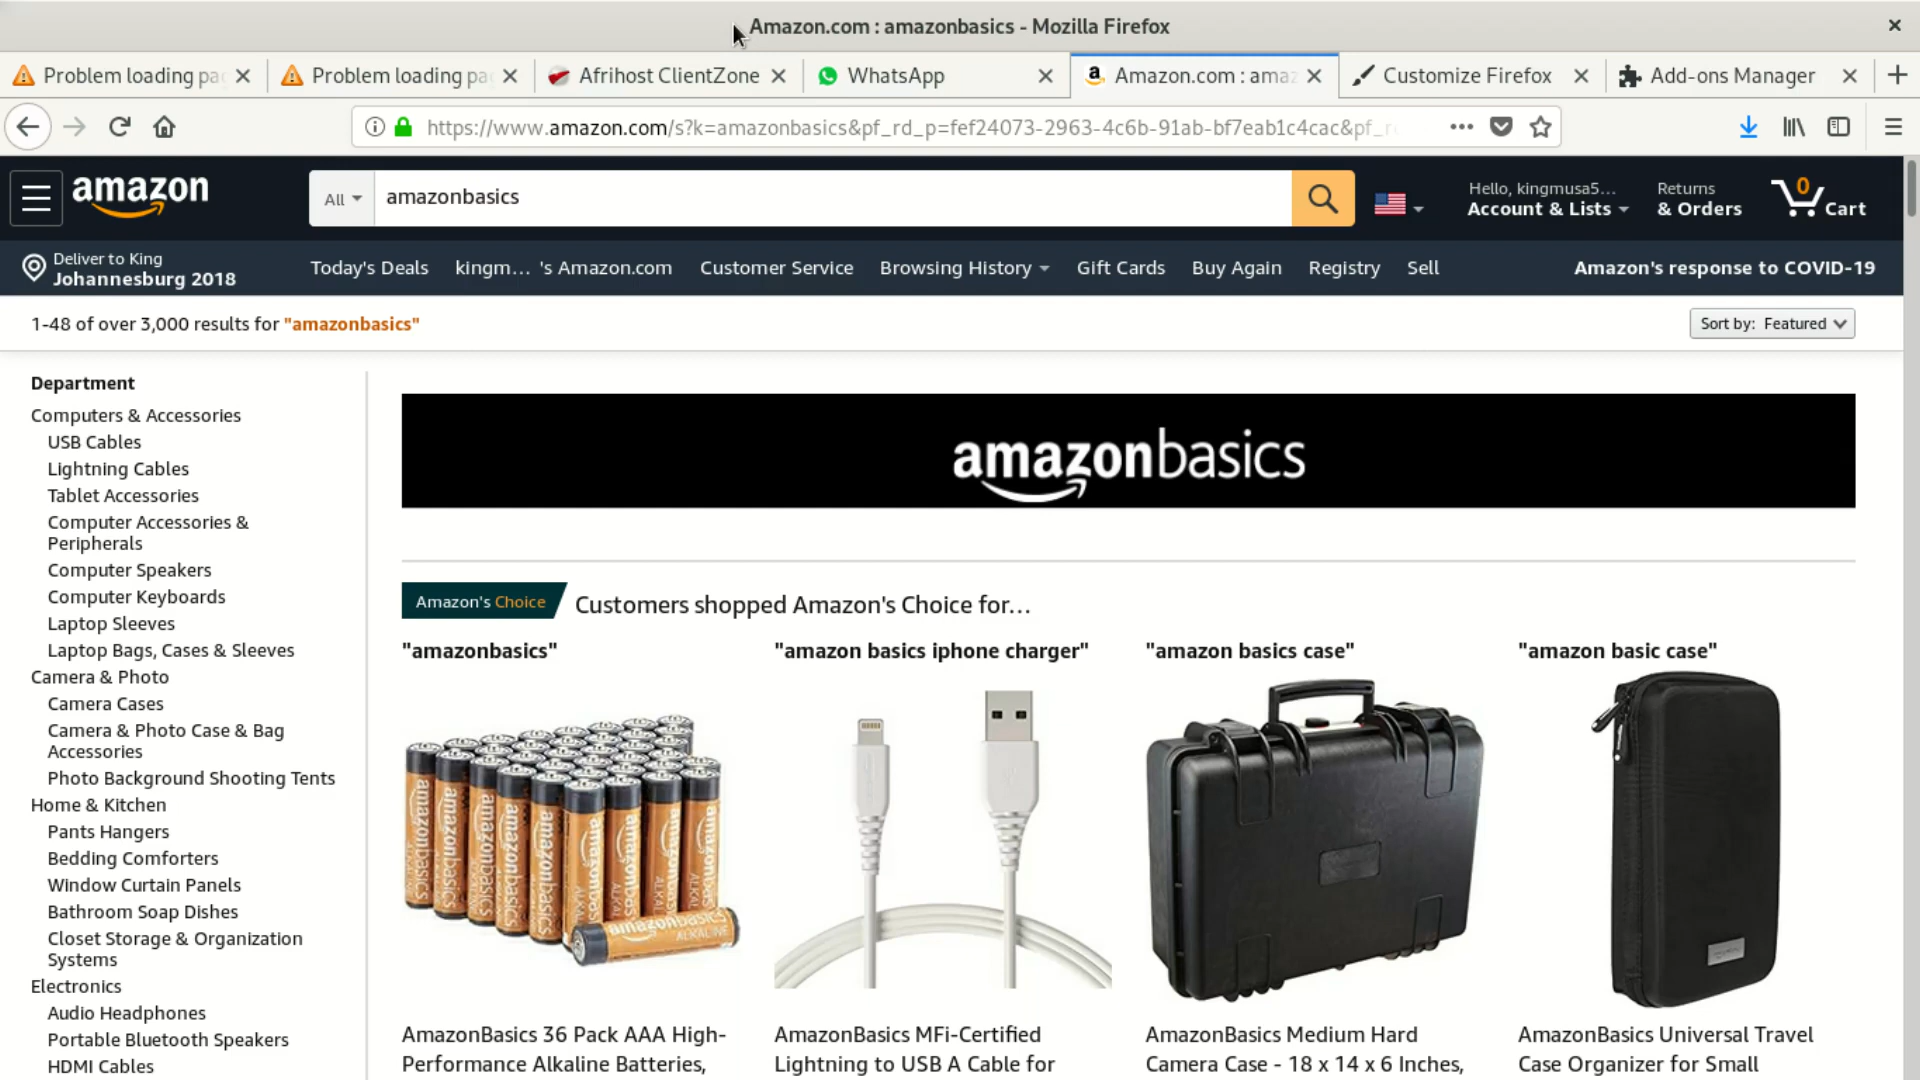 Amazon.com : amazonbasics - Mozilla Firefox
Problem loading pa
Problem loading pa
Afrihost ClientZone
WhatsApp
Amazon.com : amaz
Customize Firefox
Add-ons Manager
https://www.amazon.com/s?k=amazonbasics&pf_rd_p=fef24073-2963-4c6b-91ab-bf7eab1c4cac&pf_r
amazon
All
amazonbasics
Hello, kingmusa5...
Account & Lists
Returns
& Orders
0
Cart
Deliver to King
Johannesburg 2018
Today's Deals
kingm... 's Amazon.com
Customer Service
Browsing History
Gift Cards
Buy Again
Registry
Sell
Amazon's response to COVID-19
1-48 of over 3,000 results for "amazonbasics"
Sort by: Featured
Department
Computers & Accessories
USB Cables
Lightning Cables
Tablet Accessories
Computer Accessories &
Peripherals
Computer Speakers
Computer Keyboards
Laptop Sleeves
Laptop Bags, Cases & Sleeves
Camera & Photo
Camera Cases
Camera & Photo Case & Bag
Accessories
Photo Background Shooting Tents
Home & Kitchen
Pants Hangers
Bedding Comforters
Window Curtain Panels
Bathroom Soap Dishes
Closet Storage & Organization
Systems
Electronics
Audio Headphones
Portable Bluetooth Speakers
HDMI Cables
amazonbasics
Amazon's Choice
Customers shopped Amazon's Choice for…
"amazonbasics"
"amazon basics iphone charger"
"amazon basics case"
"amazon basic case"
amazonbasics
amazonbasics
amazonbasics
amazonbasics
amazonbasics
amazonbasics
ALKALINE
AmazonBasics 36 Pack AAA High-
Performance Alkaline Batteries,
AmazonBasics MFi-Certified
Lightning to USB A Cable for
AmazonBasics Medium Hard
Camera Case - 18 x 14 x 6 Inches,
AmazonBasics Universal Travel
Case Organizer for Small